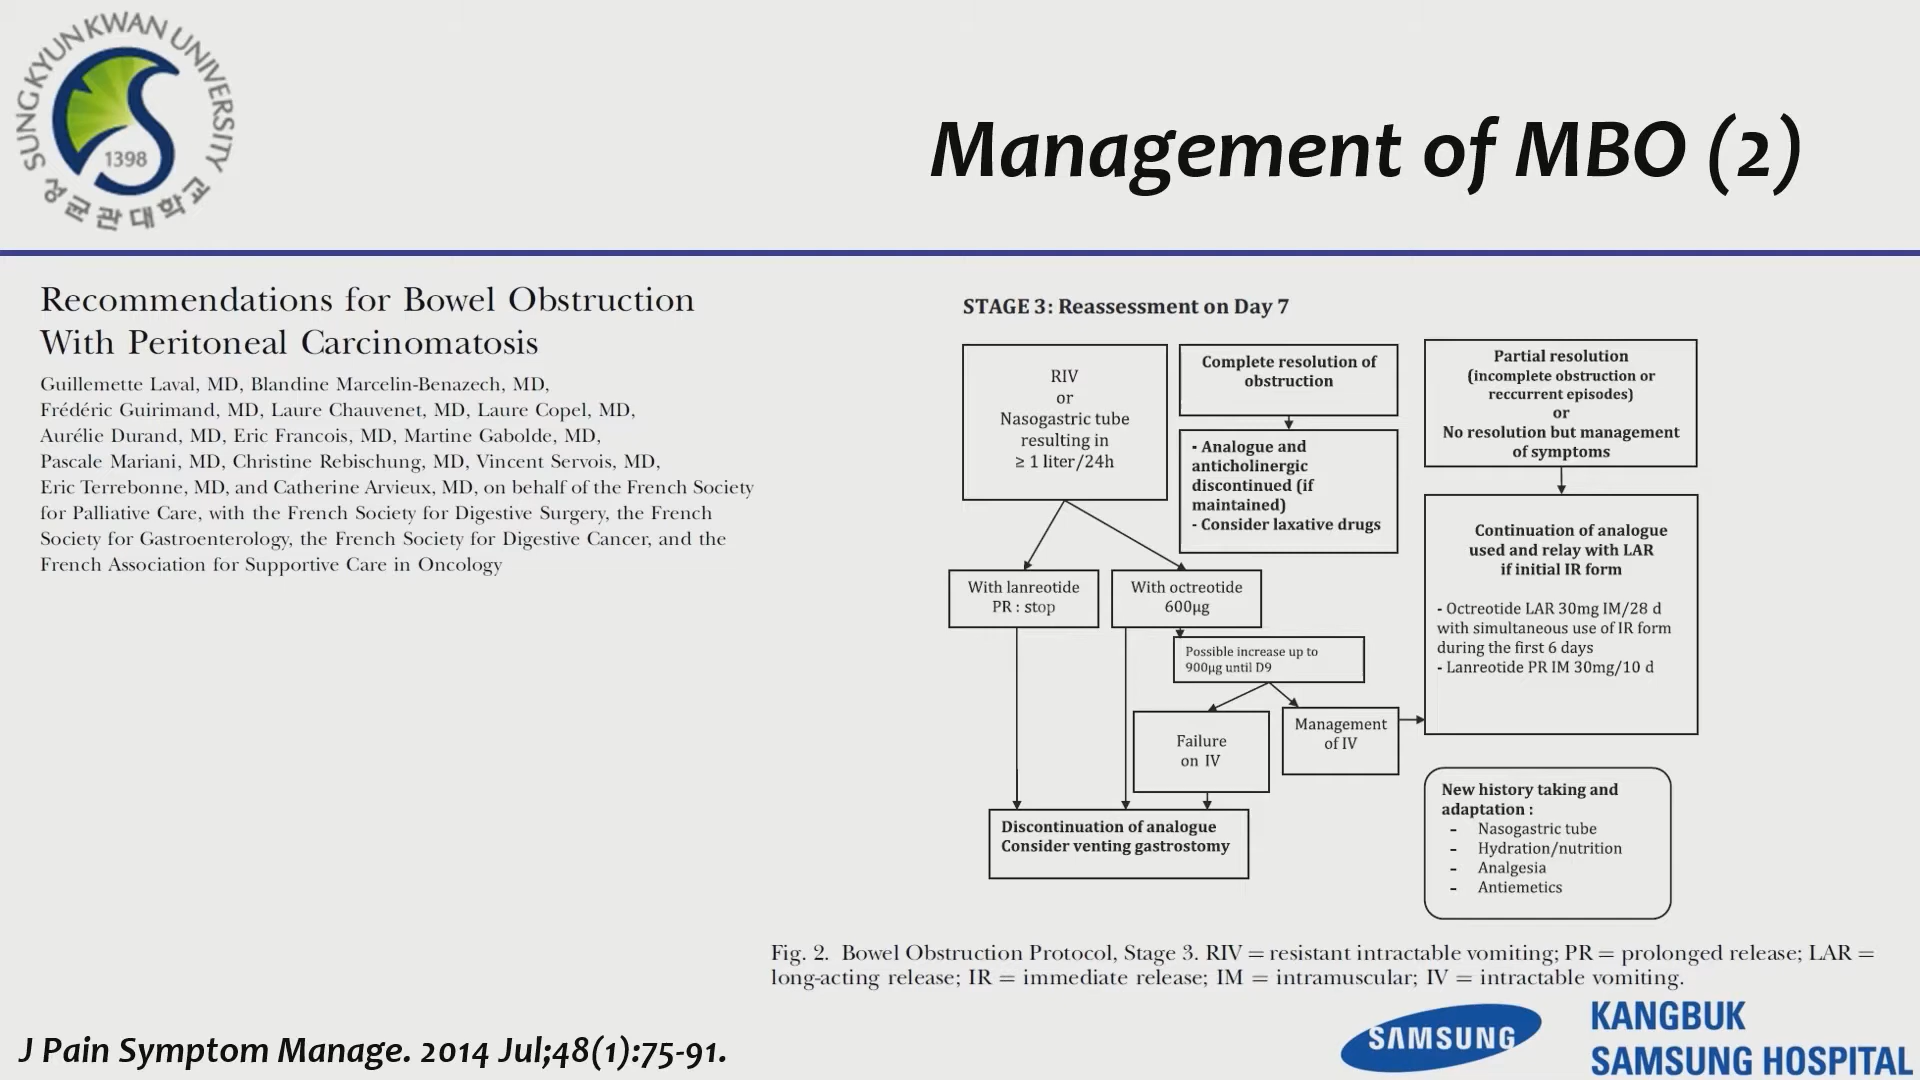 SUNGKYUNKWAN UNIVERSITY
1398
성균관대학교
Management of MBO (2)
Recommendations for Bowel Obstruction
With Peritoneal Carcinomatosis
Guillemette Laval, MD, Blandine Marcelin-Benazech, MD,
Frédéric Guirimand, MD, Laure Chauvenet, MD, Laure Copel, MD,
Aurélie Durand, MD, Eric Francois, MD, Martine Gabolde, MD,
Pascale Mariani, MD, Christine Rebischung, MD, Vincent Servois, MD,
Eric Terrebonne, MD, and Catherine Arvieux, MD, on behalf of the French Society
for Palliative Care, with the French Society for Digestive Surgery, the French
Society for Gastroenterology, the French Society for Digestive Cancer, and the
French Association for Supportive Care in Oncology
STAGE 3: Reassessment on Day 7
RIV
or
Nasogastric tube
resulting in
≥ 1 liter/24h
Complete resolution of
obstruction
- Analogue and
anticholinergic
discontinued (if
maintained)
- Consider laxative drugs
Partial resolution
(incomplete obstruction or
reccurrent episodes)
or
No resolution but management
of symptoms
Continuation of analogue
used and relay with LAR
if initial IR form
- Octreotide LAR 30mg IM/28 d
with simultaneous use of IR form
during the first 6 days
- Lanreotide PR IM 30mg/10 d
With lanreotide
PR : stop
With octreotide
600µg
Possible increase up to
900µg until D9
Failure
on IV
Management
of IV
Discontinuation of analogue
Consider venting gastrostomy
New history taking and
adaptation :
- Nasogastric tube
- Hydration/nutrition
- Analgesia
- Antiemetics
Fig. 2. Bowel Obstruction Protocol, Stage 3. RIV = resistant intractable vomiting; PR = prolonged release; LAR =
long-acting release; IR = immediate release; IM = intramuscular; IV = intractable vomiting.
J Pain Symptom Manage. 2014 Jul;48(1):75-91.
SAMSUNG
KANGBUK
SAMSUNG HOSPITAL